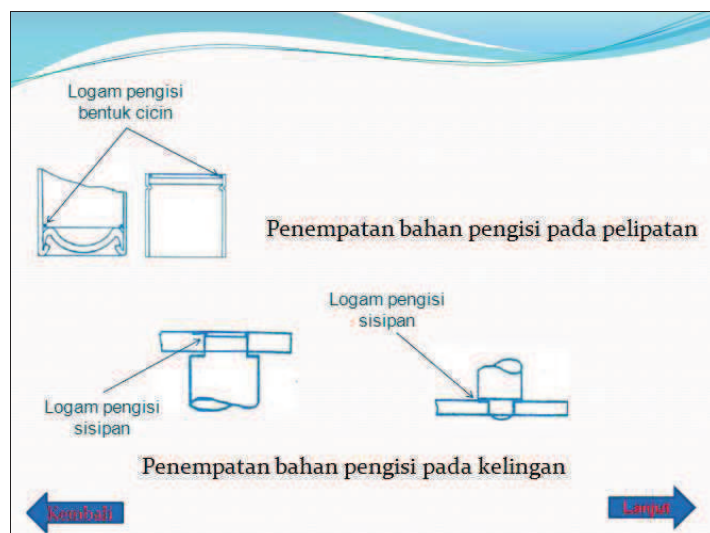 Logam pengisi
bentuk cicin
Penempatan bahan pengisi pada pelipatan
Logam pengisi
sisipan
Logam pengisi
sisipan
Penempatan bahan pengisi pada kelingan
Kembali
Lanjut